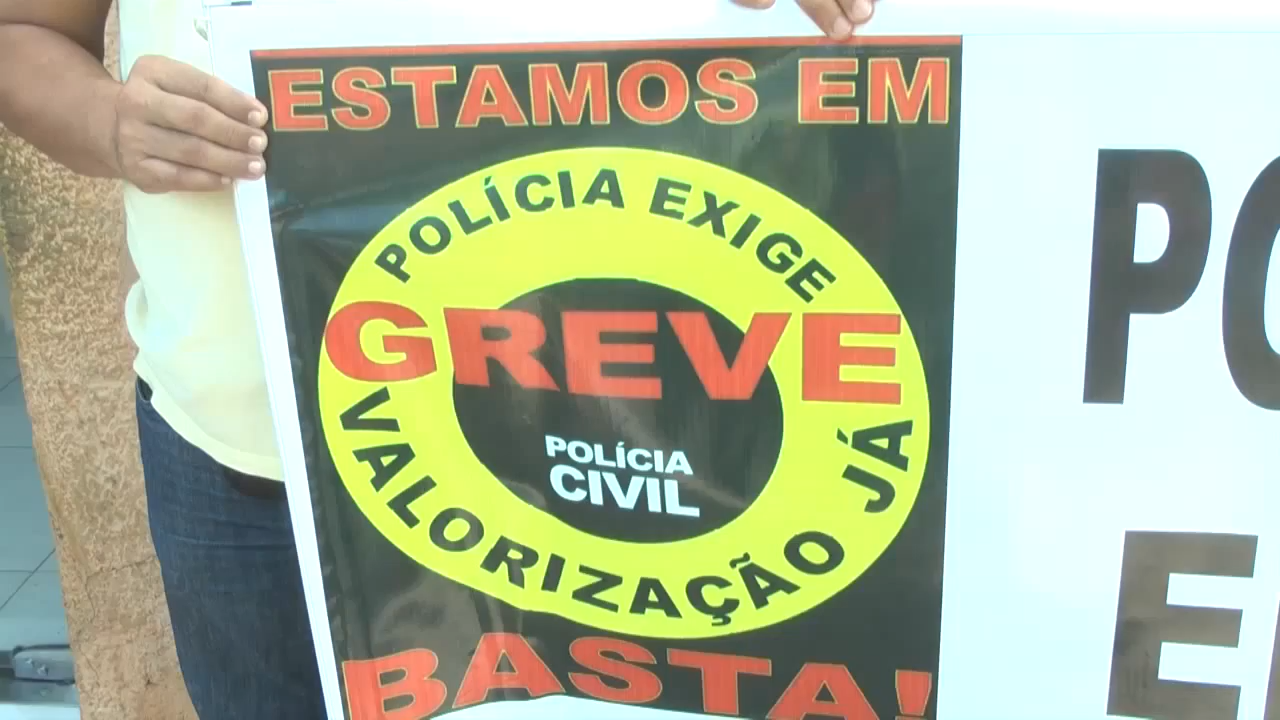 ESTAMOS EM
POLÍCIA EXIGE
GREVE
POLÍCIA
CIVIL
VALORIZAÇÃO JÁ
BASTA!